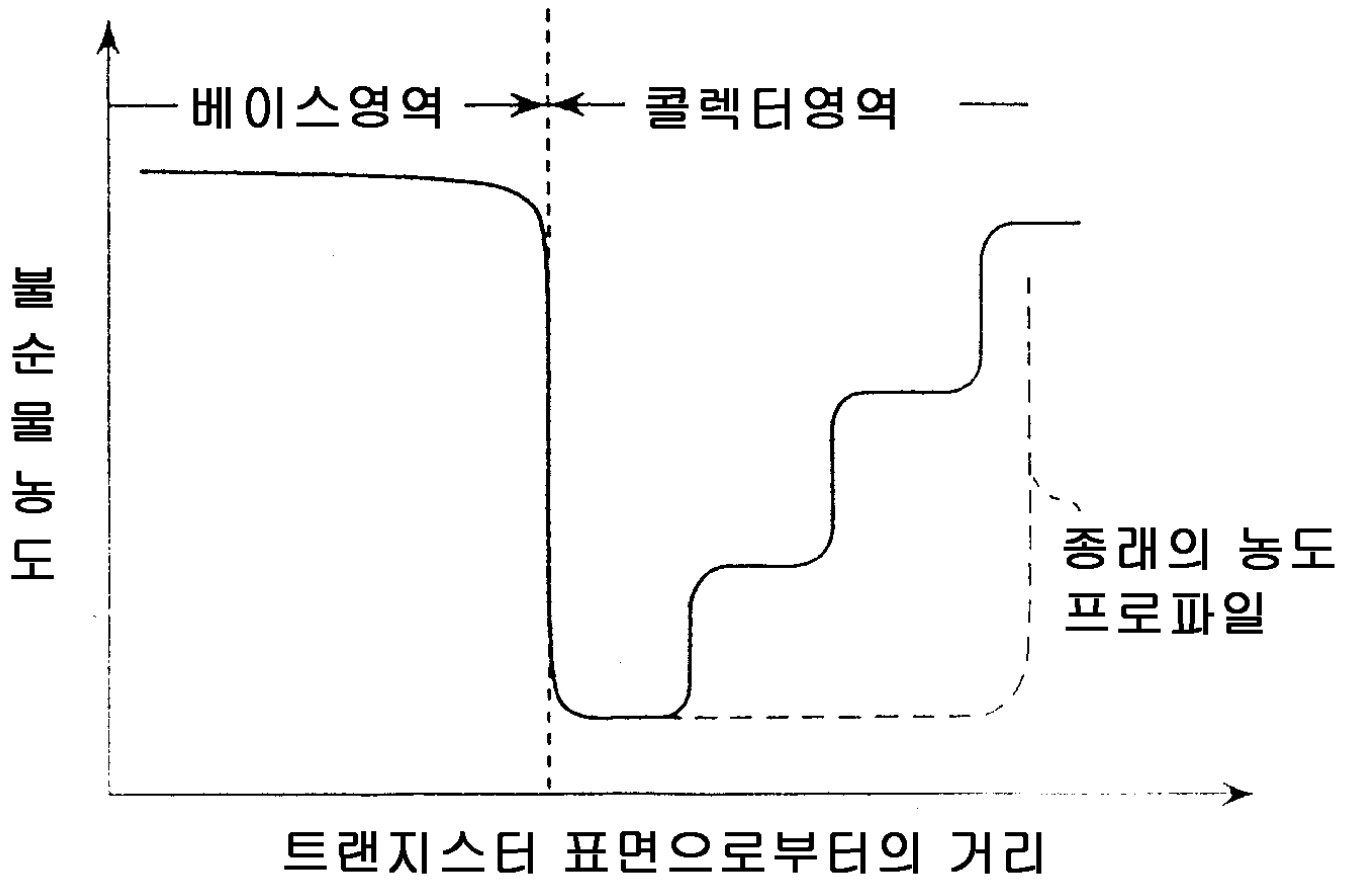 베이스영역
콜렉터영역
불순물농도
종래의 농도
프로파일
트랜지스터 표면으로부터의 거리